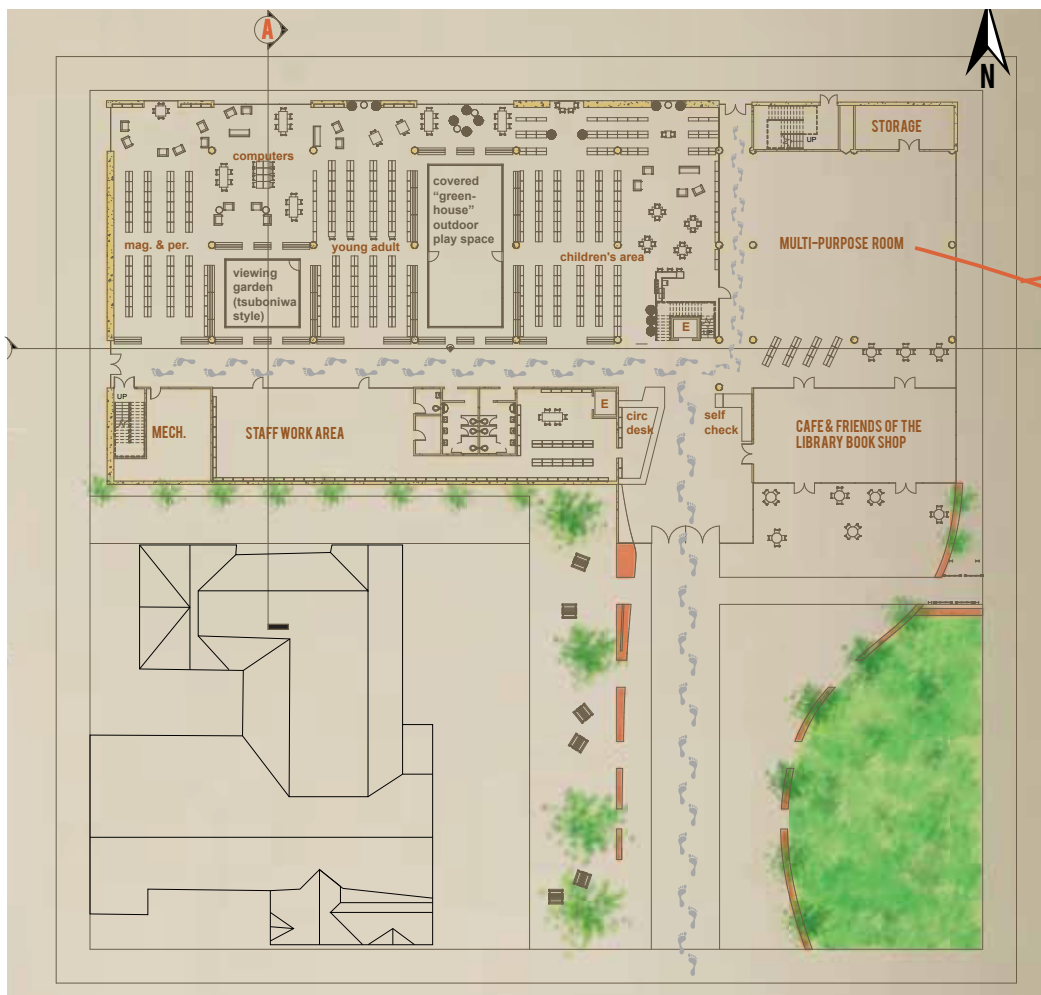 A
N
STORAGE
UP
computers
covered
"green-
house"
outdoor
play space
mag. & per.
young adult
children's area
MULTI-PURPOSE ROOM
viewing
garden
(tsuboniwa
style)
E
UP
MECH.
STAFF WORK AREA
E
circ
desk
self
check
CAFE & FRIENDS OF THE
LIBRARY BOOK SHOP